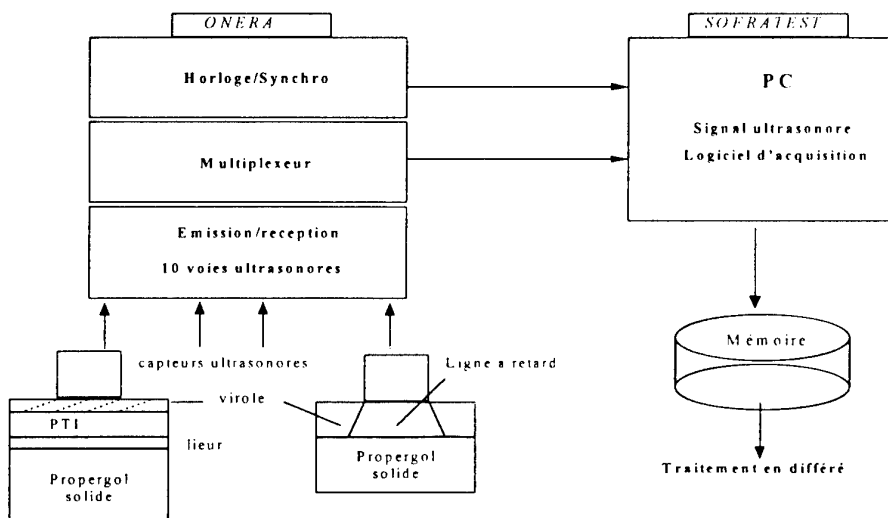 ONERA
SOFRATEST
Horloge/Synchro
PC
Signal ultrasonore
Logiciel d'acquisition
Multiplexeur
Emission/reception
10 voies ultrasonores
capteurs ultrasonores
Ligne a retard
Mémoire
virole
PTI
lieur
Propergol
solide
Propergol
solide
Traitement en différé